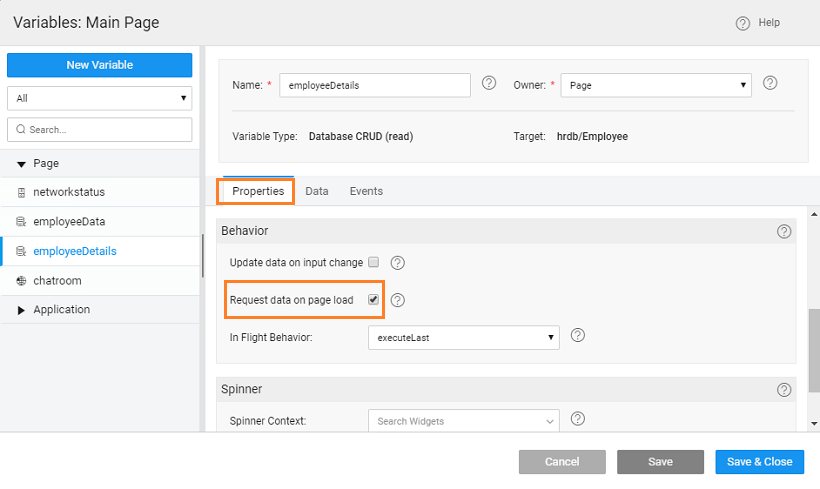 Variables: Main Page
Help
New Variable
All
Search...
Page
networkstatus
employeeData
employeeDetails
chatroom
Application
Name: * employeeDetails Owner: * Page
Variable Type: Database CRUD (read) Target: hrdb/Employee
Properties Data Events
Behavior
Update data on input change
Request data on page load
In Flight Behavior: executeLast
Spinner
Spinner Context: Search Widgets
Cancel Save Save & Close